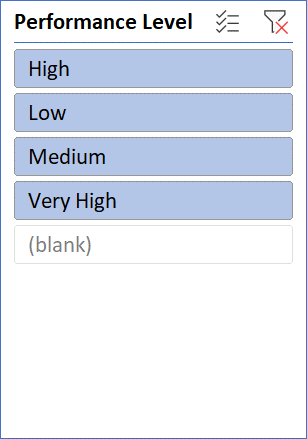 Performance Level
High
Low
Medium
Very High
(blank)